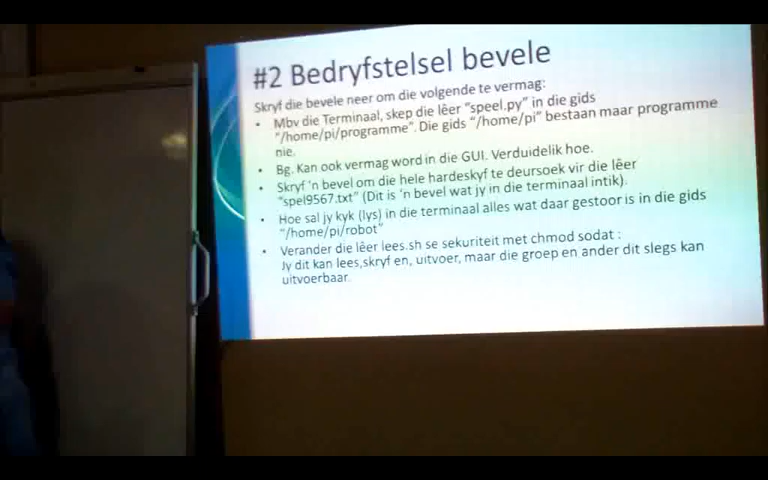 #2 Bedryfstelsel bevele
Skryf die bevele neer om die volgende te vermag:
• Mbv die Terminaal, skep die lêer "speel.py" in die gids
"/home/pi/programme". Die gids "/home/pi" bestaan maar programme
nie.
• Bg. Kan ook vermag word in die GUI. Verduidelik hoe.
• Skryf 'n bevel om die hele hardeskyf te deursoek vir die lêer
"spel9567.txt" (Dit is 'n bevel wat jy in die terminaal intik).
• Hoe sal jy kyk (lys) in die terminaal alles wat daar gestoor is in die gids
"/home/pi/robot"
• Verander die lêer lees.sh se sekuriteit met chmod sodat :
Jy dit kan lees,skryf en, uitvoer, maar die groep en ander dit slegs kan
uitvoerbaar.